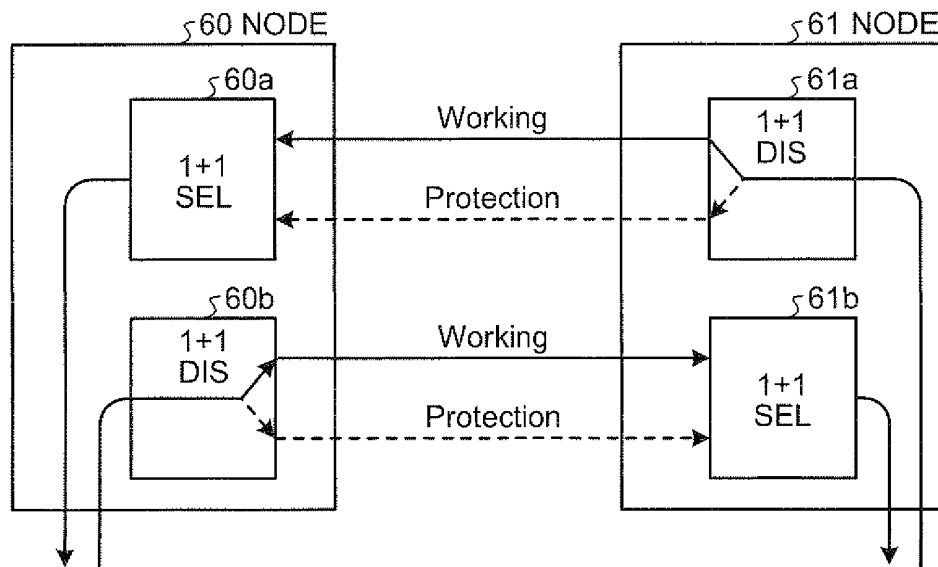 60 NODE
61 NODE
60a
61a
1+1
SEL
Working
Protection
1+1
DIS
60b
61b
1+1
DIS
Working
Protection
1+1
SEL